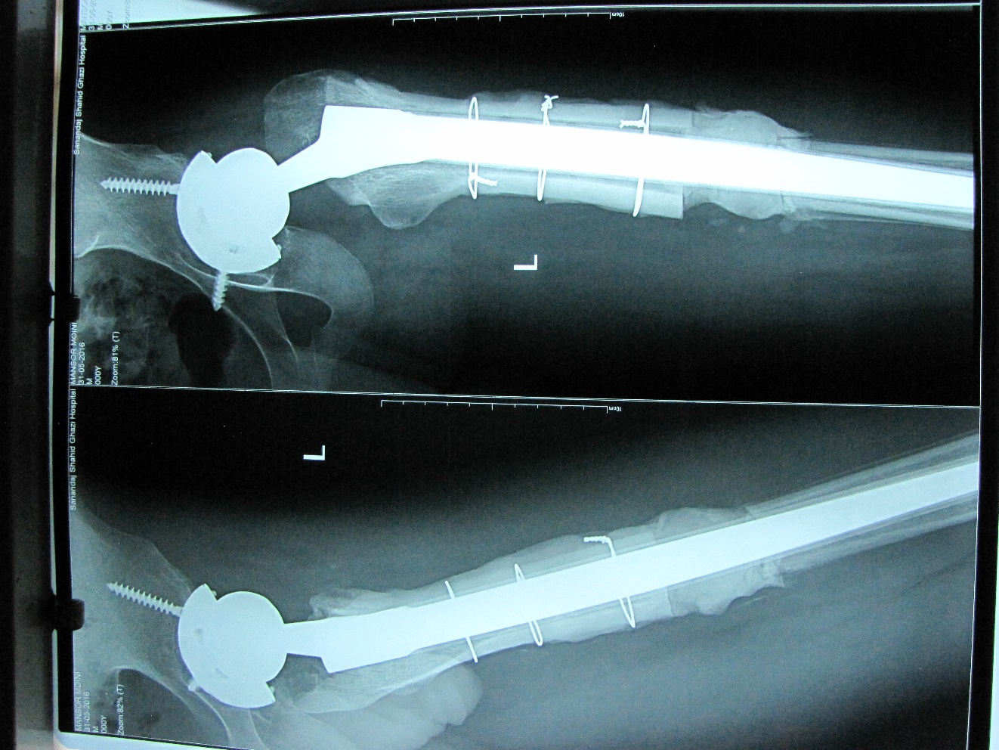 10cm
Sanandaj Shahid Ghazi Hospital
MANSOR MOINI
31-05-2016
M
000Y
Zoom:81% (T)
L
10cm
Sanandaj Shahid Ghazi Hospital
MANSOR MOINI
31-05-2016
M
000Y
Zoom:82% (T)
L